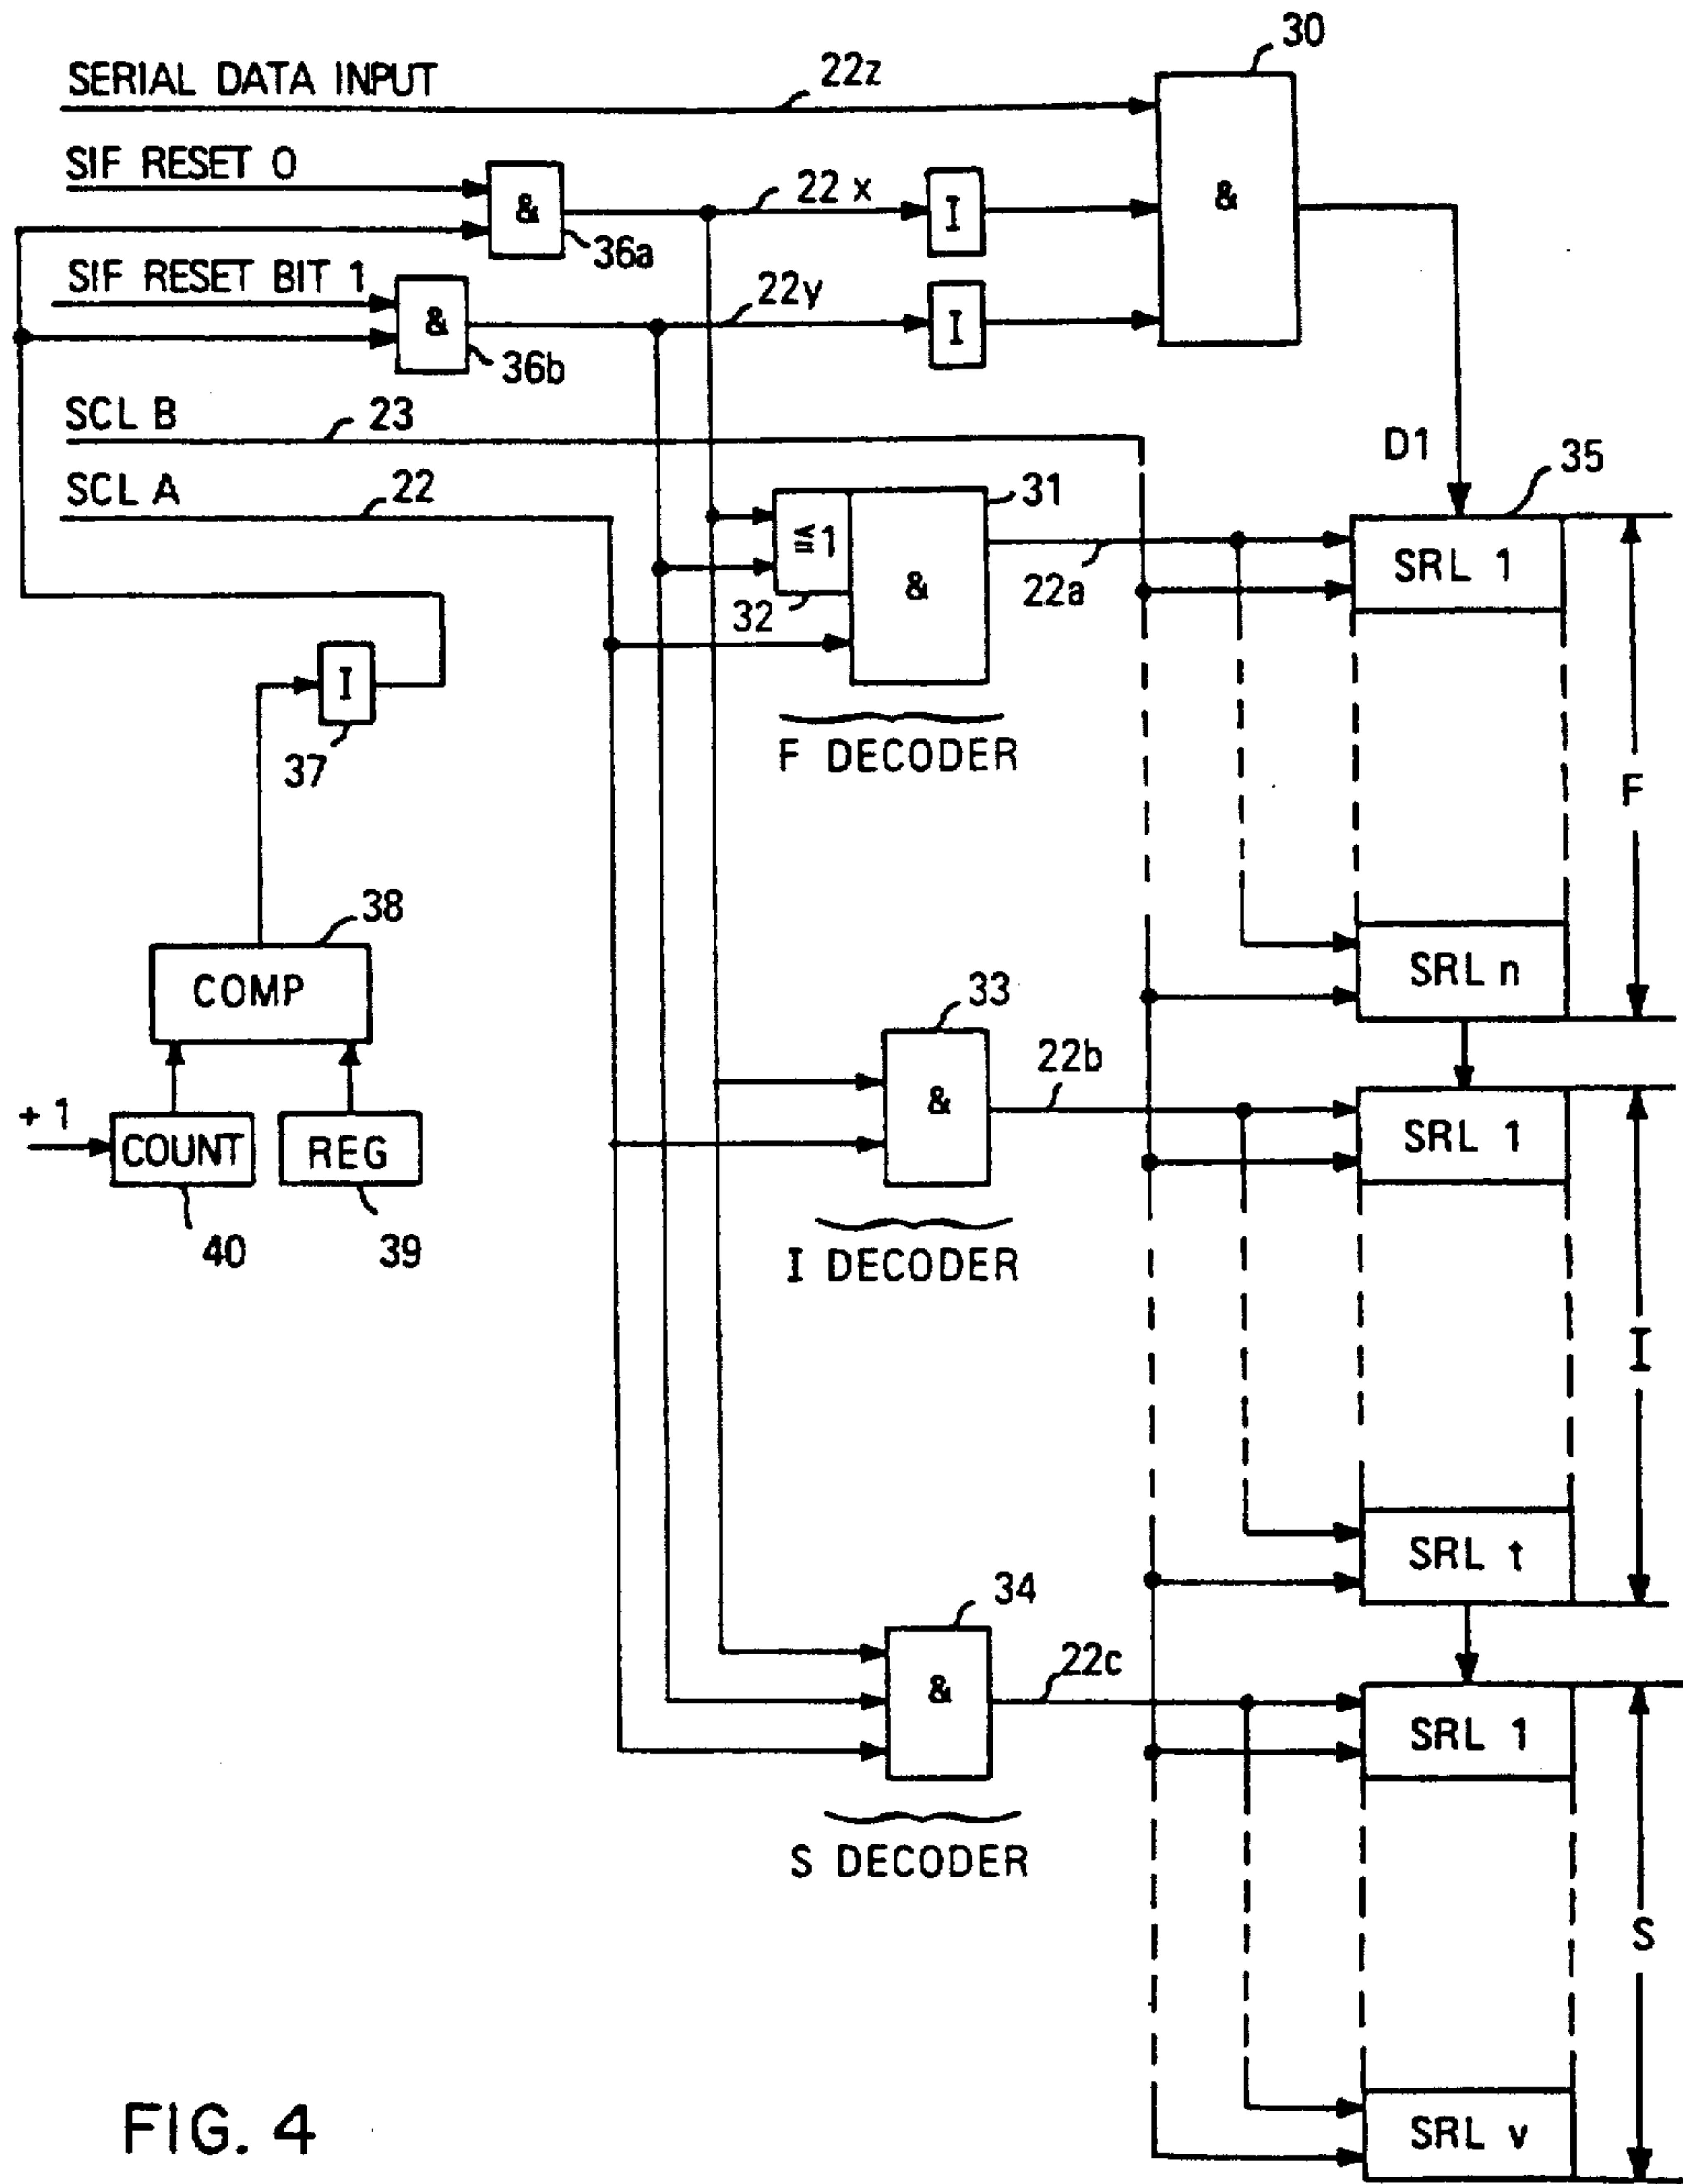 30
SERIAL DATA INPUT
22z
SIF RESET 0
&
36a
22 x
I
&
SIF RESET BIT 1
&
36b
22y
I
SCL B
23
D1
35
SCL A
22
31
≦1
32
&
22a
SRL 1
F DECODER
I
37
F
38
COMP
SRL n
33
+1
COUNT
REG
&
22b
SRL 1
40
39
I DECODER
I
SRL t
34
&
22c
SRL 1
S DECODER
S
SRL v
FIG. 4